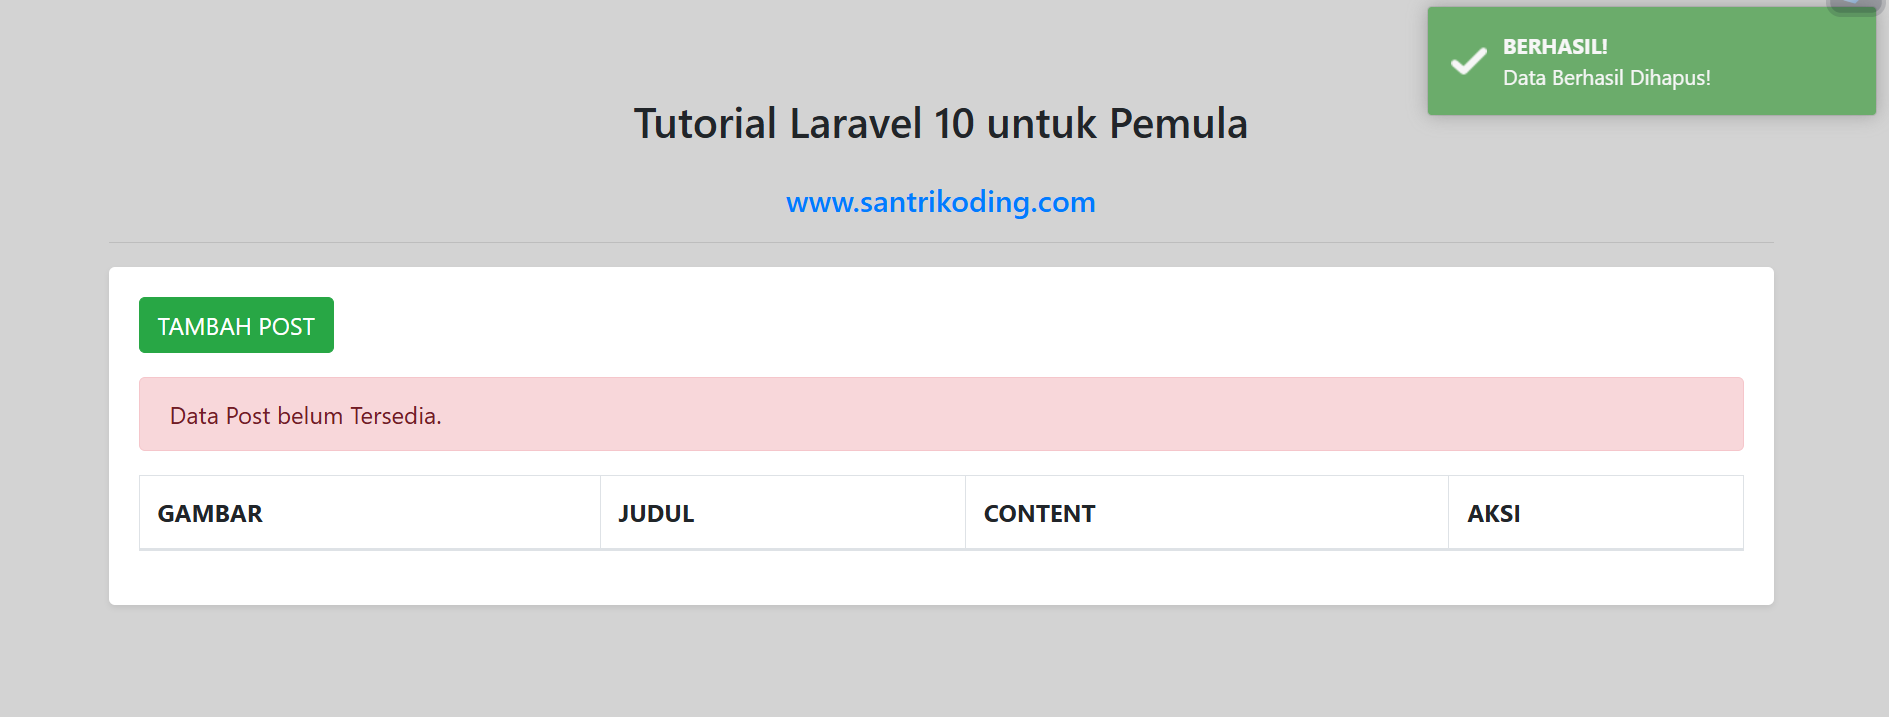 BERHASIL!
Data Berhasil Dihapus!
Tutorial Laravel 10 untuk Pemula
www.santrikoding.com
TAMBAH POST
Data Post belum Tersedia.
GAMBAR JUDUL CONTENT AKSI